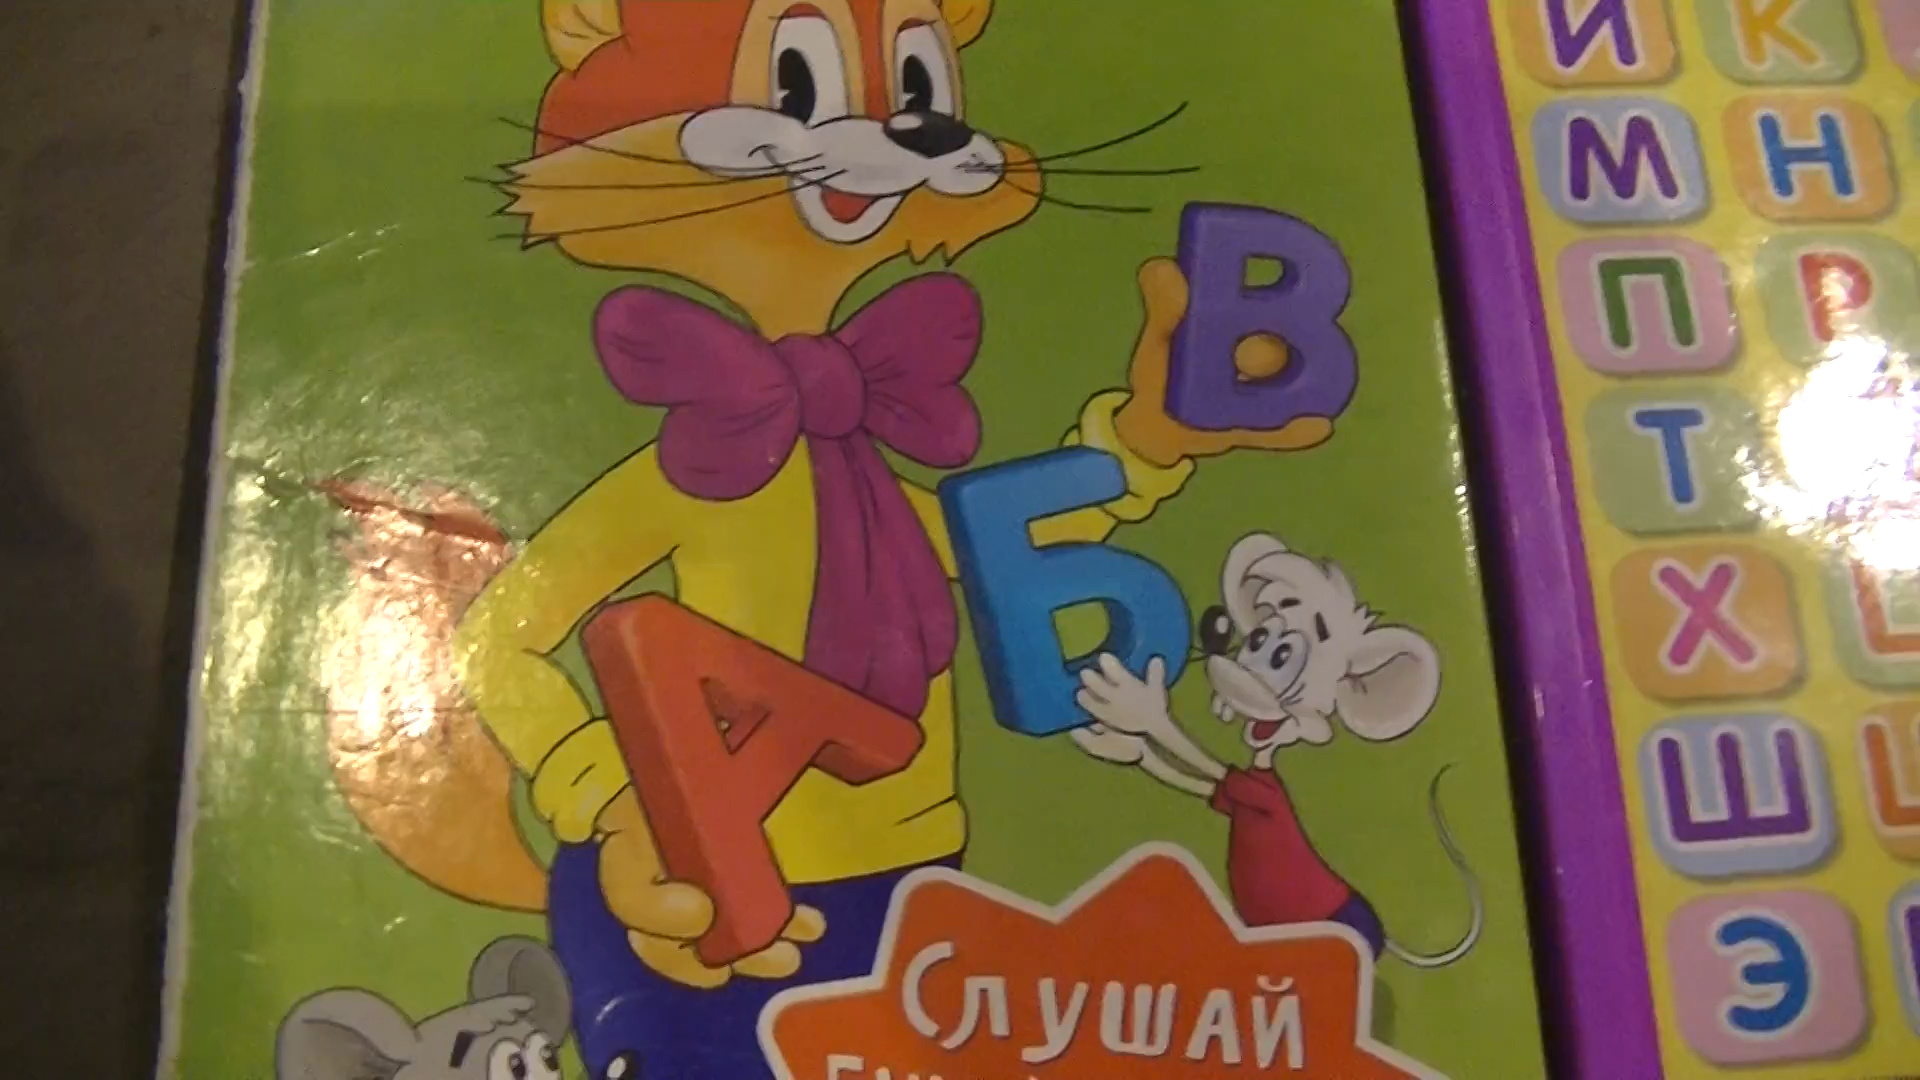 В
Б
А
Слушай
И К
М Н
П Р
Т
Х
Ш
Э